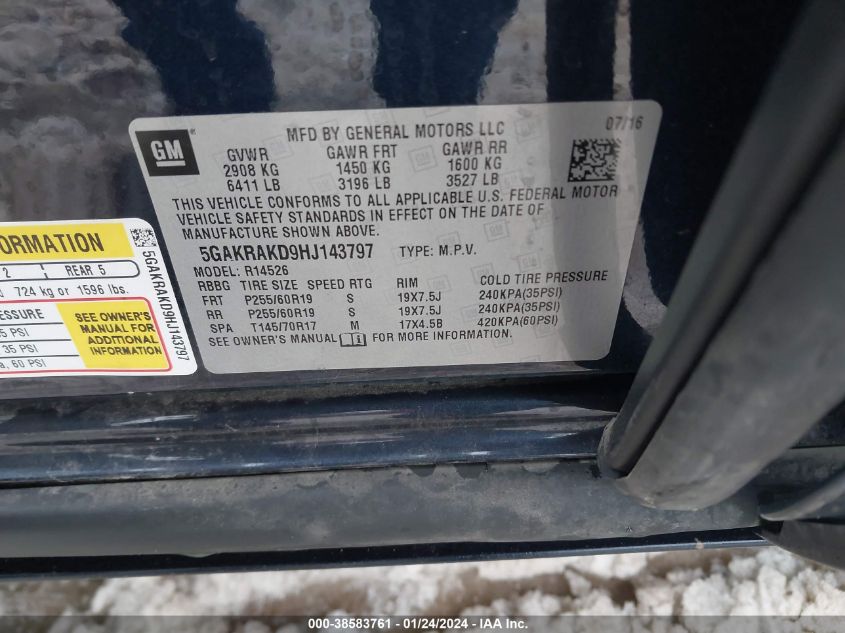 GM
MFD BY GENERAL MOTORS LLC 07/16
GVWR GAWR FRT GAWR RR
2908 KG 1450 KG 1600 KG
6411 LB 3196 LB 3527 LB
THIS VEHICLE CONFORMS TO ALL APPLICABLE U.S. FEDERAL MOTOR
VEHICLE SAFETY STANDARDS IN EFFECT ON THE DATE OF
MANUFACTURE SHOWN ABOVE.
5GAKRAKD9HJ143797 TYPE: M.P.V.
MODEL: R14526
RBBG TIRE SIZE SPEED RTG RIM COLD TIRE PRESSURE
FRT P255/60R19 S 19X7.5J 240KPA(35PSI)
RR P255/60R19 S 19X7.5J 240KPA(35PSI)
SPA T145/70R17 M 17X4.5B 420KPA(60PSI)
SEE OWNER'S MANUAL FOR MORE INFORMATION.
ORMATION
2 REAR 5
724 kg or 1596 lbs.
ESSURE
SEE OWNER'S
MANUAL FOR
ADDITIONAL
INFORMATION
5 PSI
35 PSI
a, 60 PSI
5GAKRAKD9HJ143797
000-38583761 - 01/24/2024 - IAAI.com